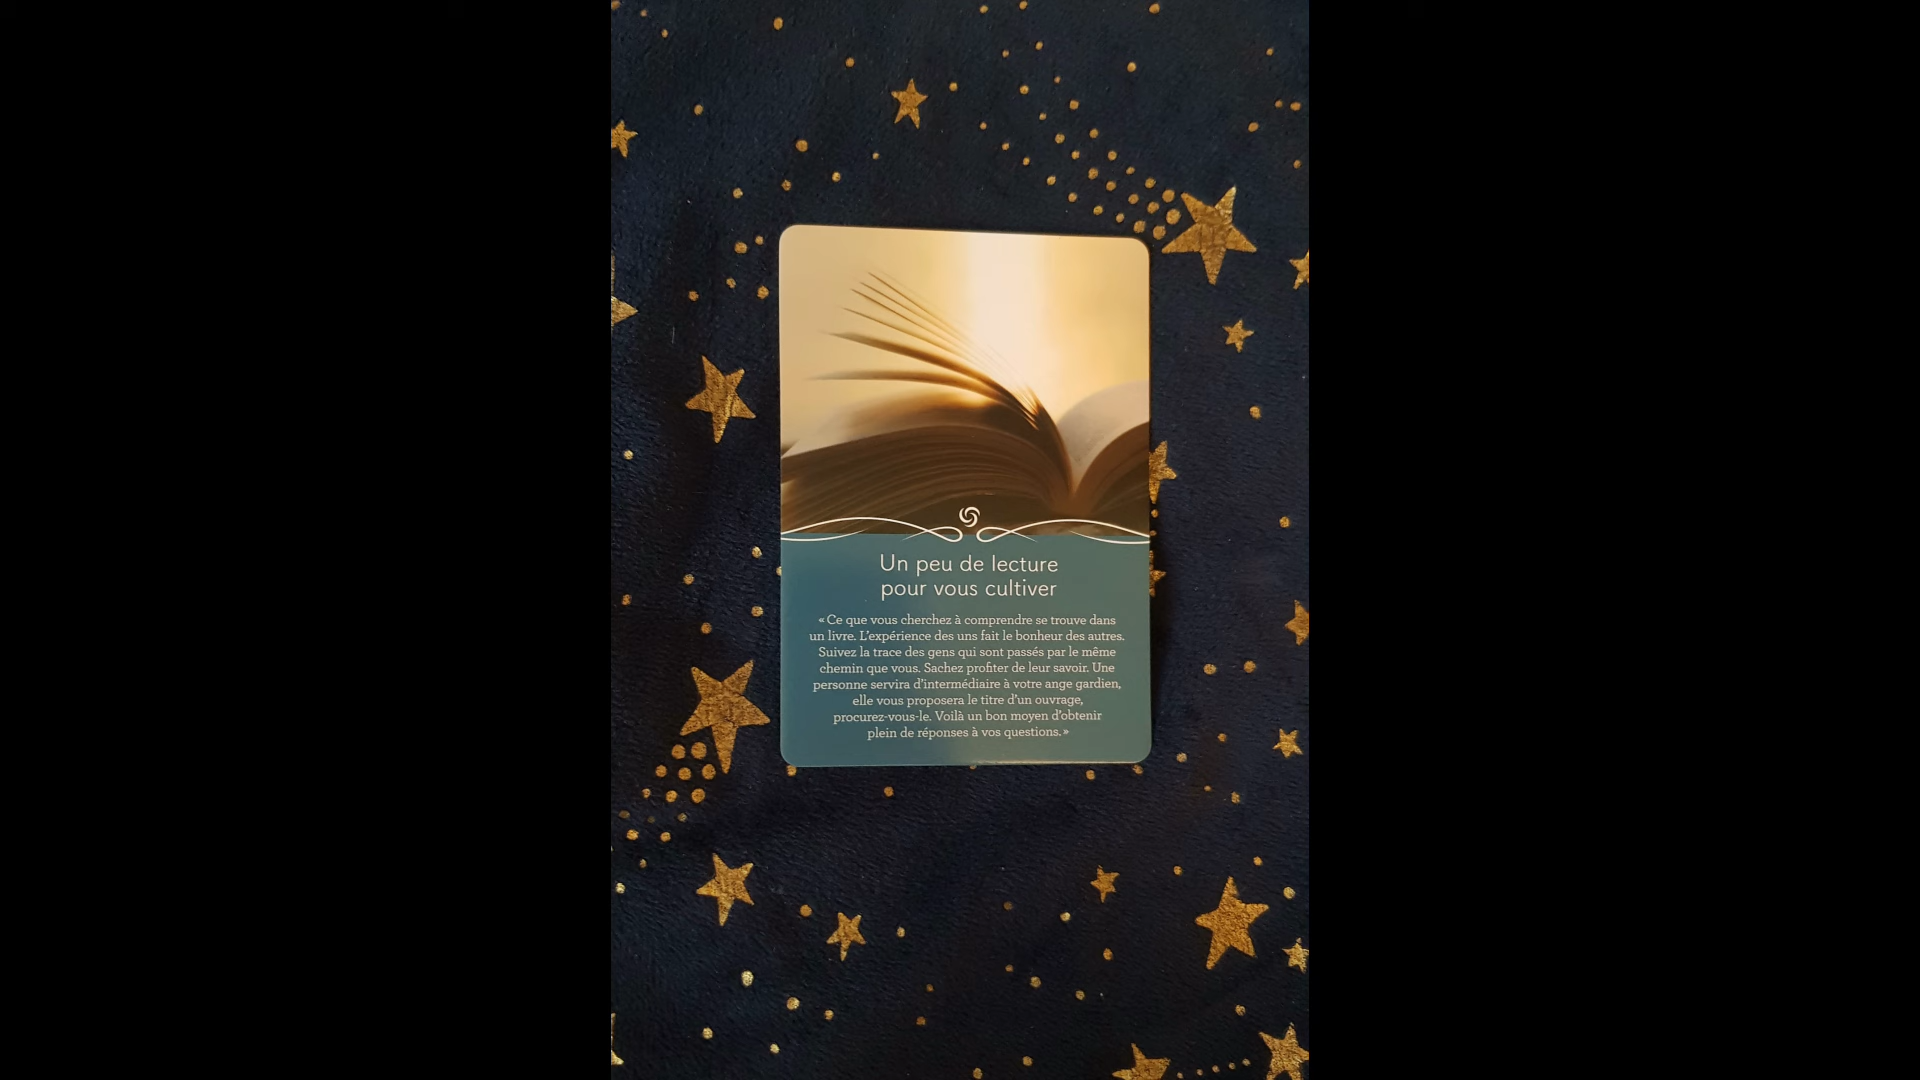 Un peu de lecture
pour vous cultiver
« Ce que vous cherchez à comprendre se trouve dans
un livre. L'expérience des uns fait le bonheur des autres.
Suivez la trace des gens qui sont passés par le même
chemin que vous. Sachez profiter de leur savoir. Une
personne servira d'intermédiaire à votre ange gardien,
elle vous proposera le titre d'un ouvrage,
procurez-vous-le. Voilà un bon moyen d'obtenir
plein de réponses à vos questions. »